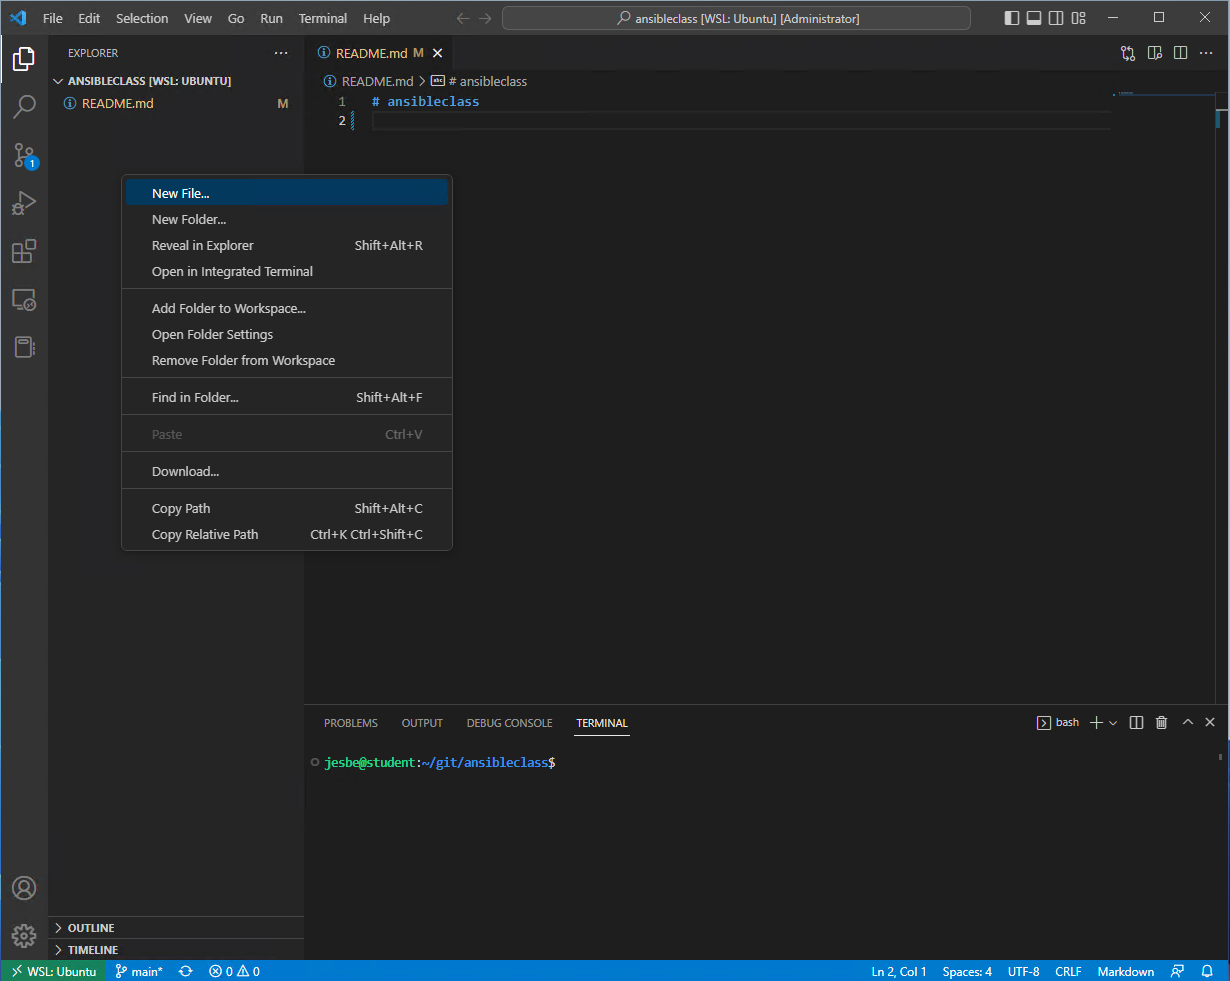 File Edit Selection View Go Run Terminal Help ansibleclass [WSL: Ubuntu] [Administrator]
EXPLORER
ANSIBLECLASS [WSL: UBUNTU]
README.md M
1
README.md M
README.md > # ansibleclass
1 # ansibleclass
2
New File...
New Folder...
Reveal in Explorer Shift+Alt+R
Open in Integrated Terminal
Add Folder to Workspace...
Open Folder Settings
Remove Folder from Workspace
Find in Folder... Shift+Alt+F
Paste Ctrl+V
Download...
Copy Path Shift+Alt+C
Copy Relative Path Ctrl+K Ctrl+Shift+C
PROBLEMS OUTPUT DEBUG CONSOLE TERMINAL bash
jesbe@student:~/git/ansibleclass$
OUTLINE
TIMELINE
WSL: Ubuntu main* 0 0 Ln 2, Col 1 Spaces: 4 UTF-8 CRLF Markdown